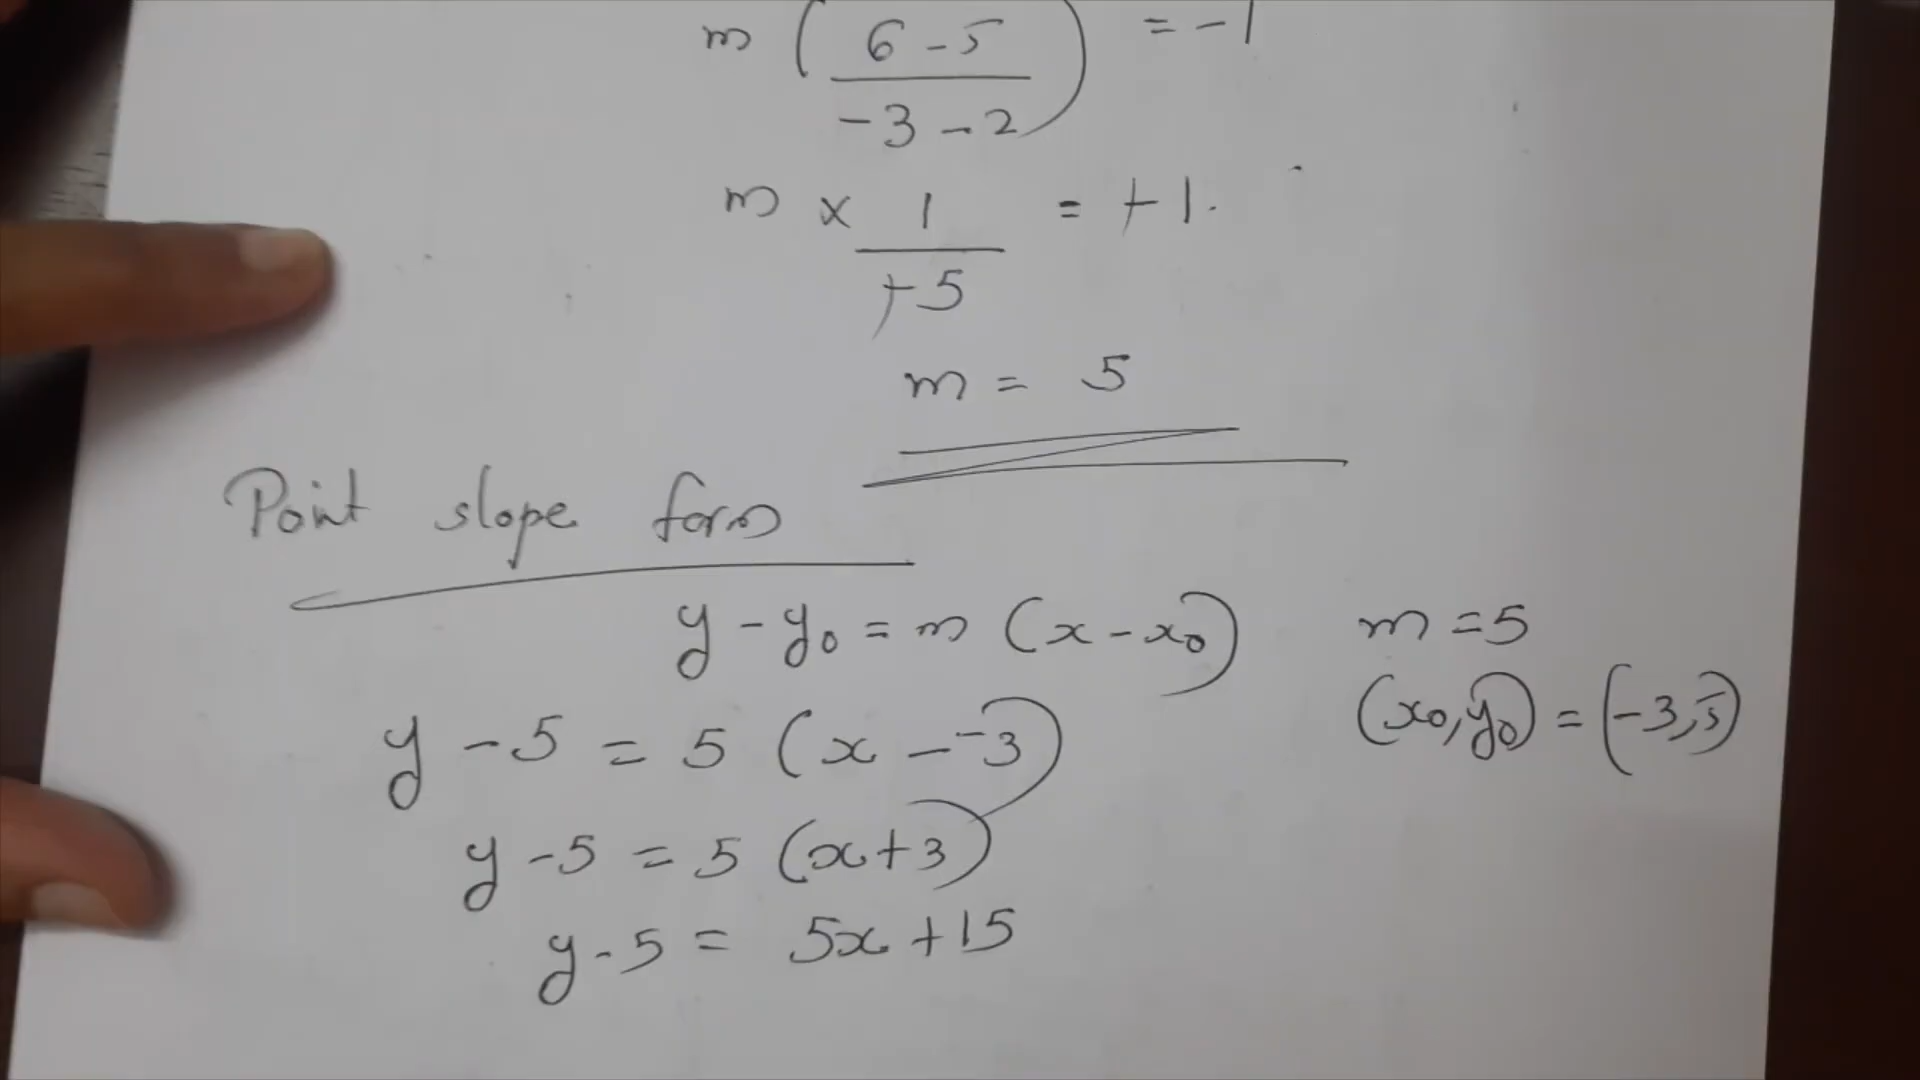 m ( 6 - 5 / -3 - 2 ) = -1
m × 1 / +5 = +1.
m = 5
Point slope form
y - y₀ = m (x - x₀)
m = 5
(x₀, y₀) = (-3, 5)
y - 5 = 5 (x - -3)
y - 5 = 5 (x + 3)
y - 5 = 5x + 15